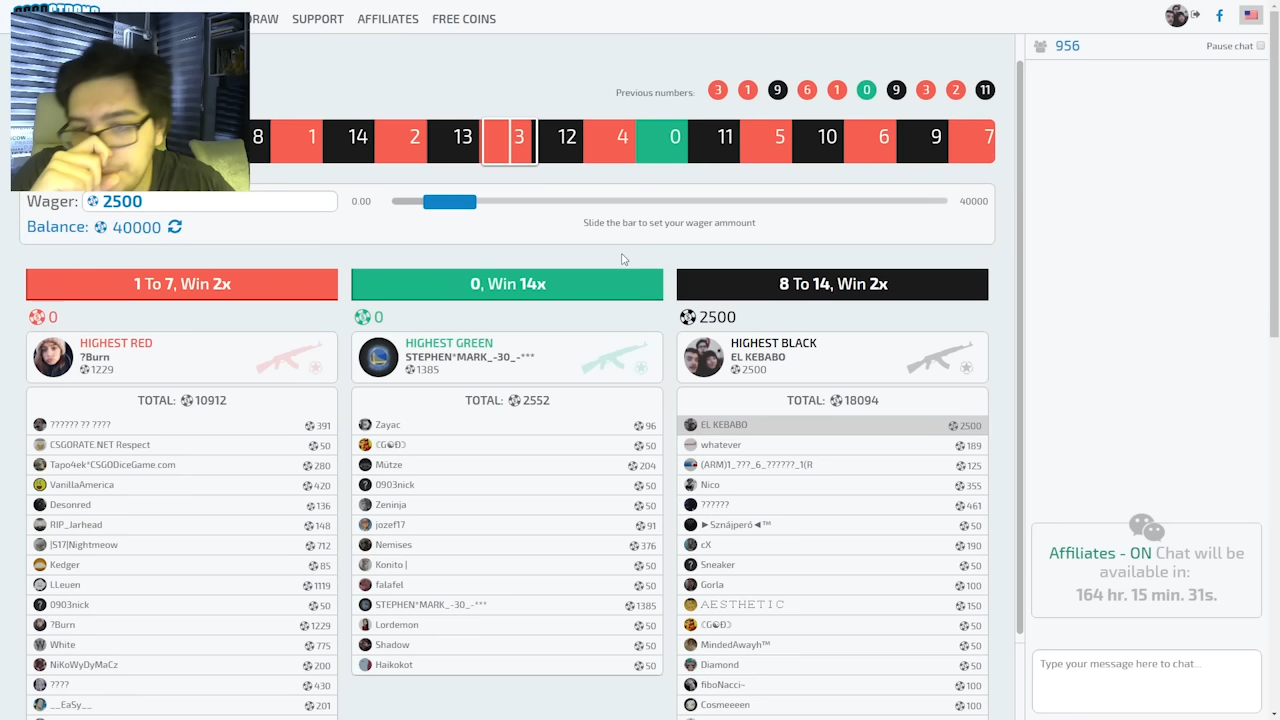 RAW SUPPORT AFFILIATES FREE COINS
956 Pause chat
Previous numbers: 3 1 9 6 1 0 9 3 2 11
8 1 14 2 13 3 12 4 0 11 5 10 6 9 7
Wager: 2500 0.00 40000
Slide the bar to set your wager ammount
Balance: 40000
1 To 7, Win 2x 0, Win 14x 8 To 14, Win 2x
0 0 2500
HIGHEST RED
?Burn
1229
HIGHEST GREEN
STEPHEN*MARK_-30_-***
1385
HIGHEST BLACK
EL KEBABO
2500
TOTAL: 10912
?????? ?? ???? 391
CSGORATE.NET Respect 50
Tapo4ek*CSGODiceGame.com 280
VanillaAmerica 420
Desonred 136
RIP_Jarhead 148
|S17|Nightmeow 712
Kedger 85
LLeuen 1119
0903nick 50
?Burn 1229
White 775
NiKoWyDyMaCz 200
???? 430
__EaSy__ 201
TOTAL: 2552
Zayac 96
50
Mütze 204
0903nick 50
Zeninja 50
jozef17 91
Nemises 376
Konito | 50
falafel 50
STEPHEN*MARK_-30_-*** 1385
Lordemon 50
Shadow 50
Haikokot 50
TOTAL: 18094
EL KEBABO 2500
whatever 189
(ARM)1_???_6_??????_1(R 125
Nico 355
?????? 461
►Sznájperó◄™ 50
cX 190
Sneaker 50
Gorla 100
AESTHETIC 150
50
MindedAwayh™ 50
Diamond 50
fiboNacci~ 100
Cosmeeeen 100
Affiliates - ON Chat will be
available in:
164 hr. 15 min. 31s.
Type your message here to chat...